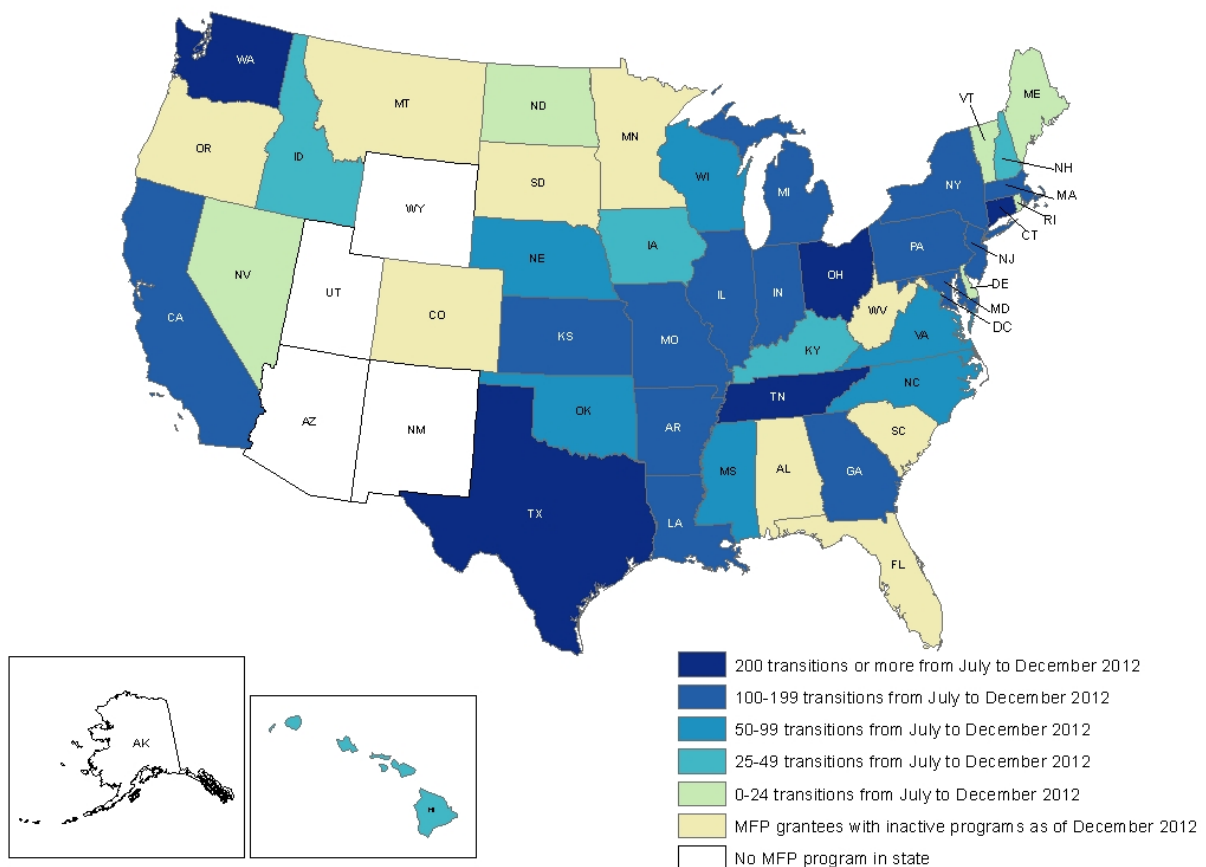 WA
MT
ND
MN
VT
ME
OR
ID
SD
WI
MI
NY
NH
MA
RI
CT
WY
NE
IA
PA
NJ
NV
UT
CO
IL
IN
OH
DE
MD
DC
CA
KS
MO
WV
KY
VA
AZ
NM
OK
AR
TN
NC
SC
MS
AL
GA
TX
LA
FL
AK
HI
200 transitions or more from July to December 2012
100-199 transitions from July to December 2012
50-99 transitions from July to December 2012
25-49 transitions from July to December 2012
0-24 transitions from July to December 2012
MFP grantees with inactive programs as of December 2012
No MFP program in state